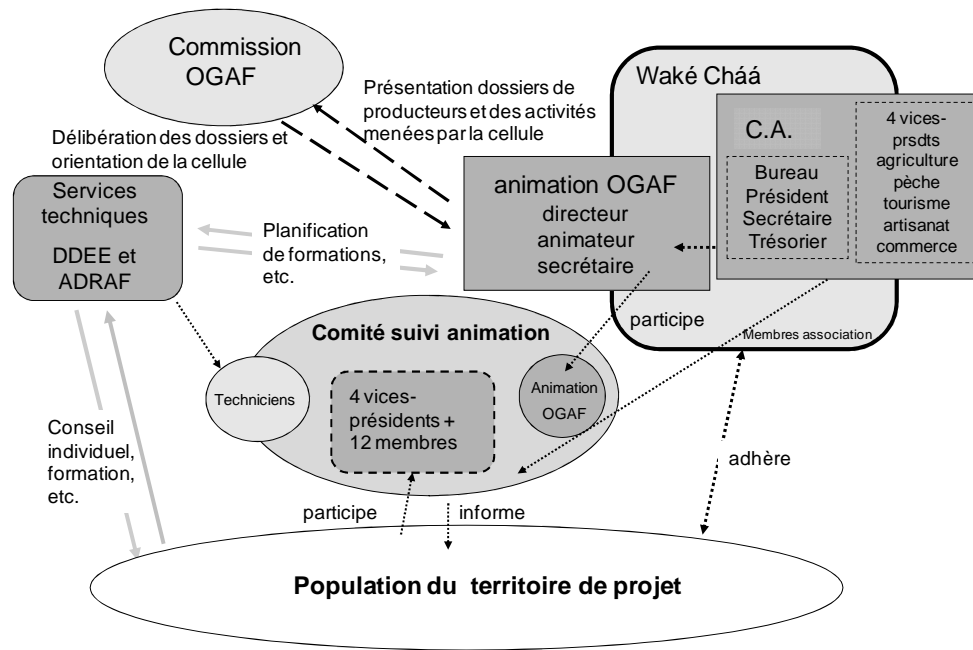 Commission
OGAF
Présentation dossiers de
producteurs et des activités
menées par la cellule
Délibération des dossiers et
orientation de la cellule
Waké Cháá
C.A.
Bureau
Président
Secrétaire
Trésorier
4 vices-
prsdts
agriculture
pêche
tourisme
artisanat
commerce
animation OGAF
directeur
animateur
secrétaire
Services
techniques
DDEE et
ADRAF
Planification
de formations,
etc.
participe
Membres association
Comité suivi animation
Techniciens
4 vices-
présidents +
12 membres
Animation
OGAF
Conseil
individuel,
formation,
etc.
adhère
participe
informe
Population du territoire de projet